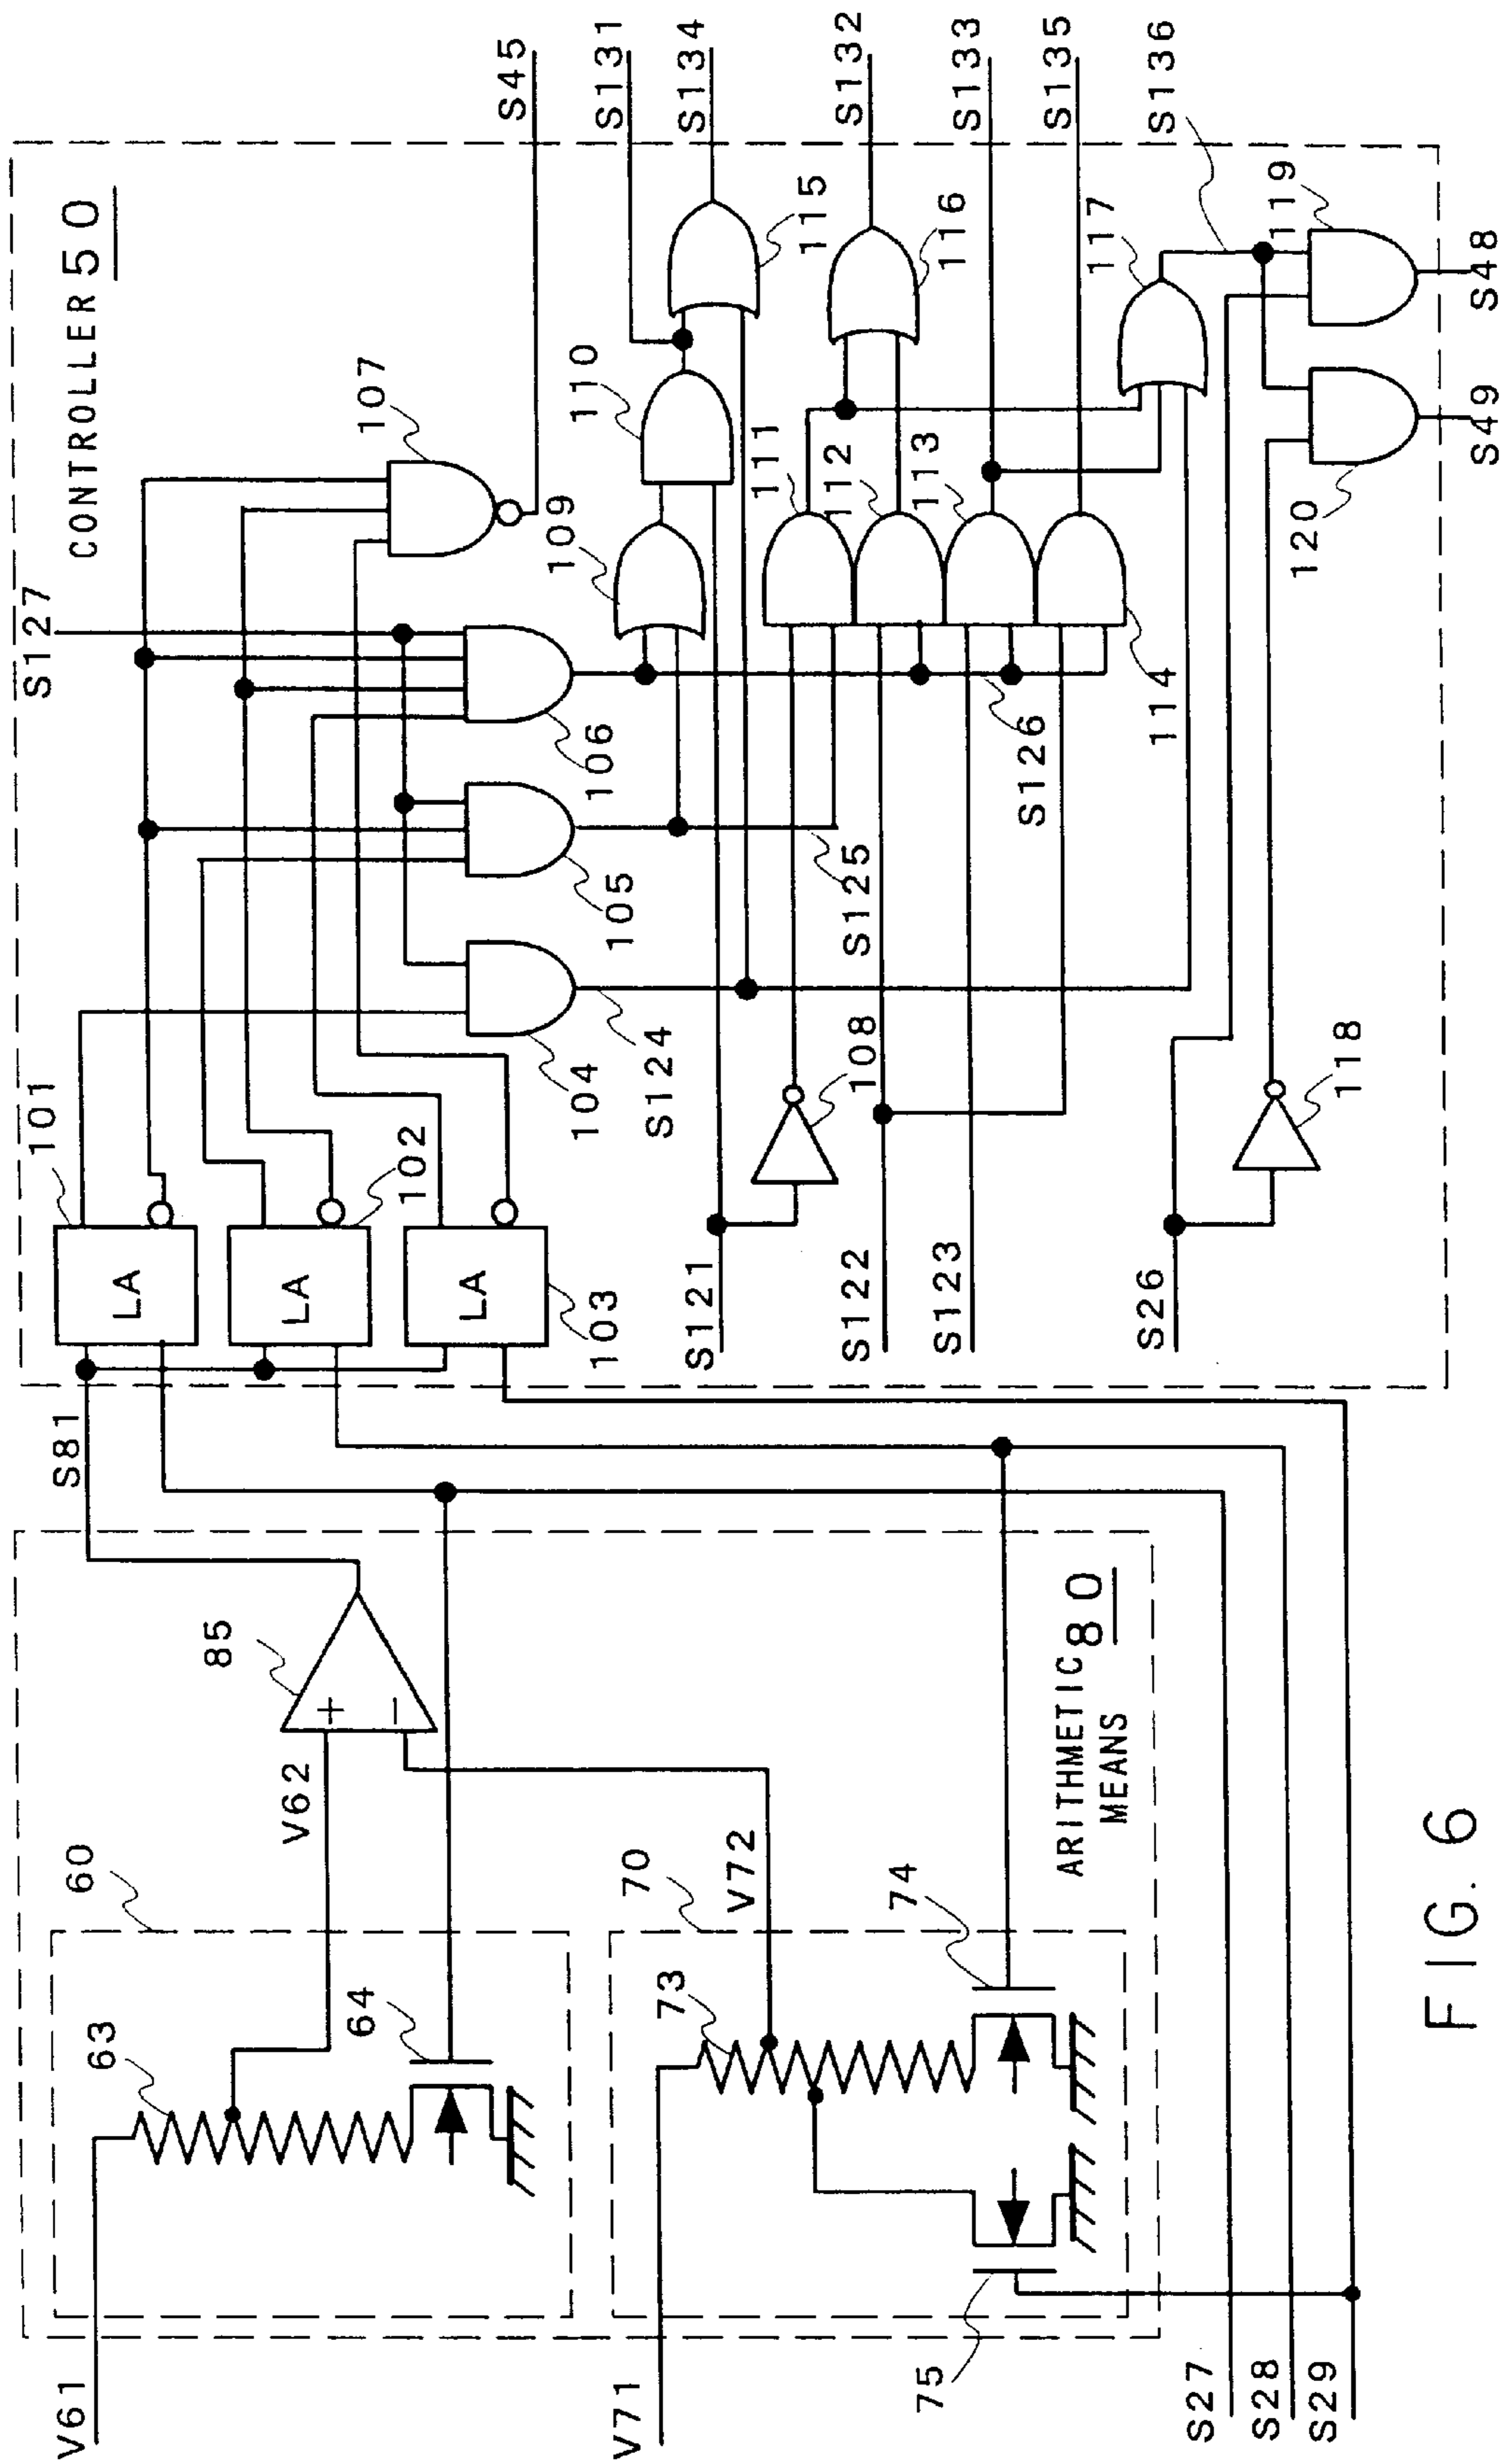 CONTROLLER 50
S127
S45
S131
S134
S132
S133
S135
S136
S48
S49
101
LA
102
LA
103
LA
104
105
106
107
109
110
115
116
117
111
112
113
114
119
120
118
108
S124
S125
S126
S121
S122
S123
S26
S81
85
+
−
V62
60
63
64
V61
70
V72
73
74
75
V71
ARITHMETIC
MEANS
80
S27
S28
S29
FIG. 6